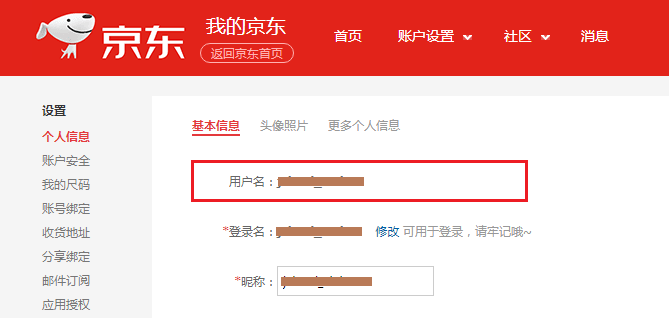 京东
我的京东
返回京东首页
首页
账户设置
社区
消息
设置
个人信息
账户安全
我的尺码
账号绑定
收货地址
分享绑定
邮件订阅
应用授权
基本信息 头像照片 更多个人信息
用户名：
*登录名： 修改 可用于登录，请牢记哦~
*昵称：